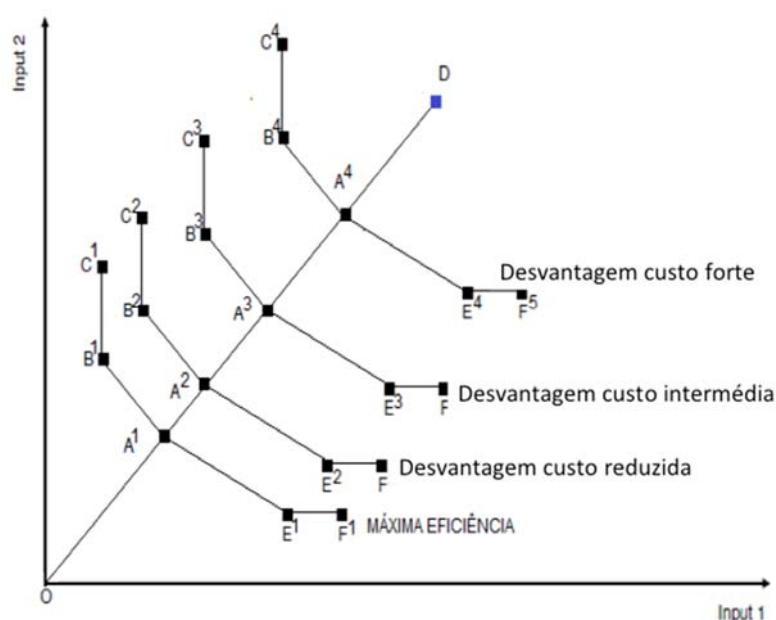 Input 2
C4
D
B4
C3
A4
C2
B3
Desvantagem custo forte
C1
E4
F5
B2
A3
B1
E3
F
Desvantagem custo intermédia
A2
A1
E2
F
Desvantagem custo reduzida
E1
F1
MÁXIMA EFICIÊNCIA
O
Input 1